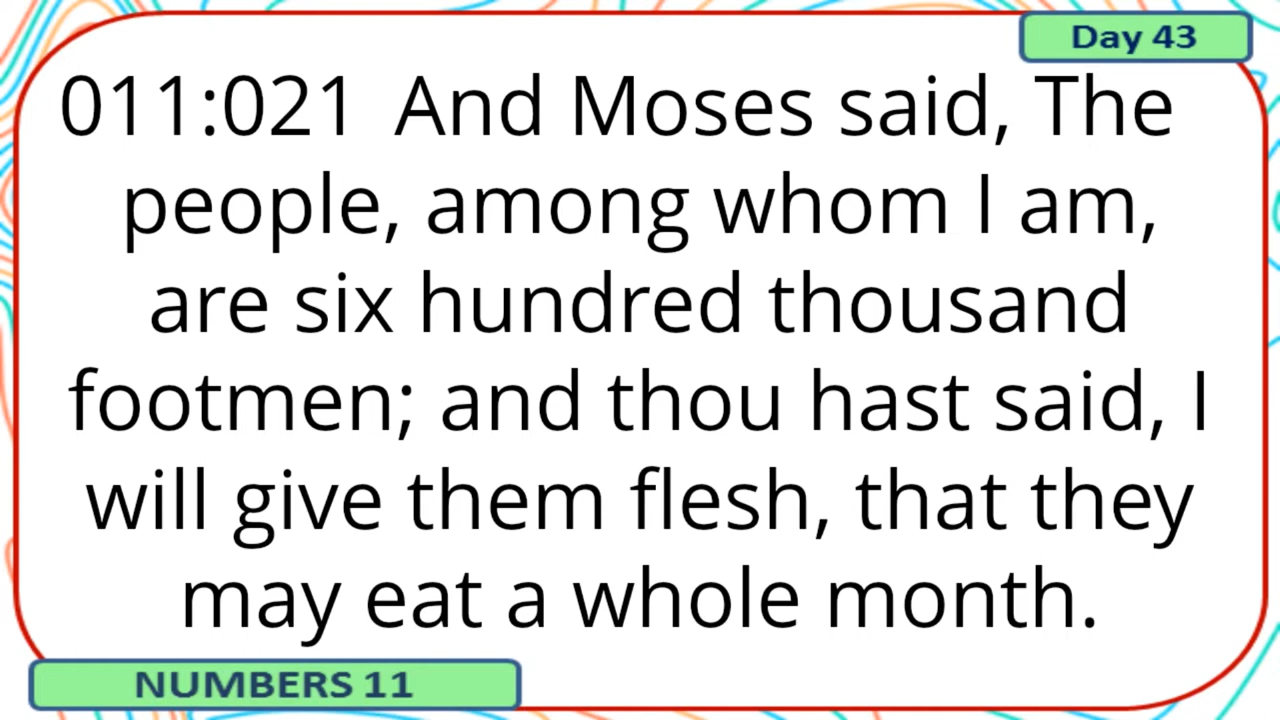 Day 43
011:021 And Moses said, The
people, among whom I am,
are six hundred thousand
footmen; and thou hast said, I
will give them flesh, that they
may eat a whole month.
NUMBERS 11